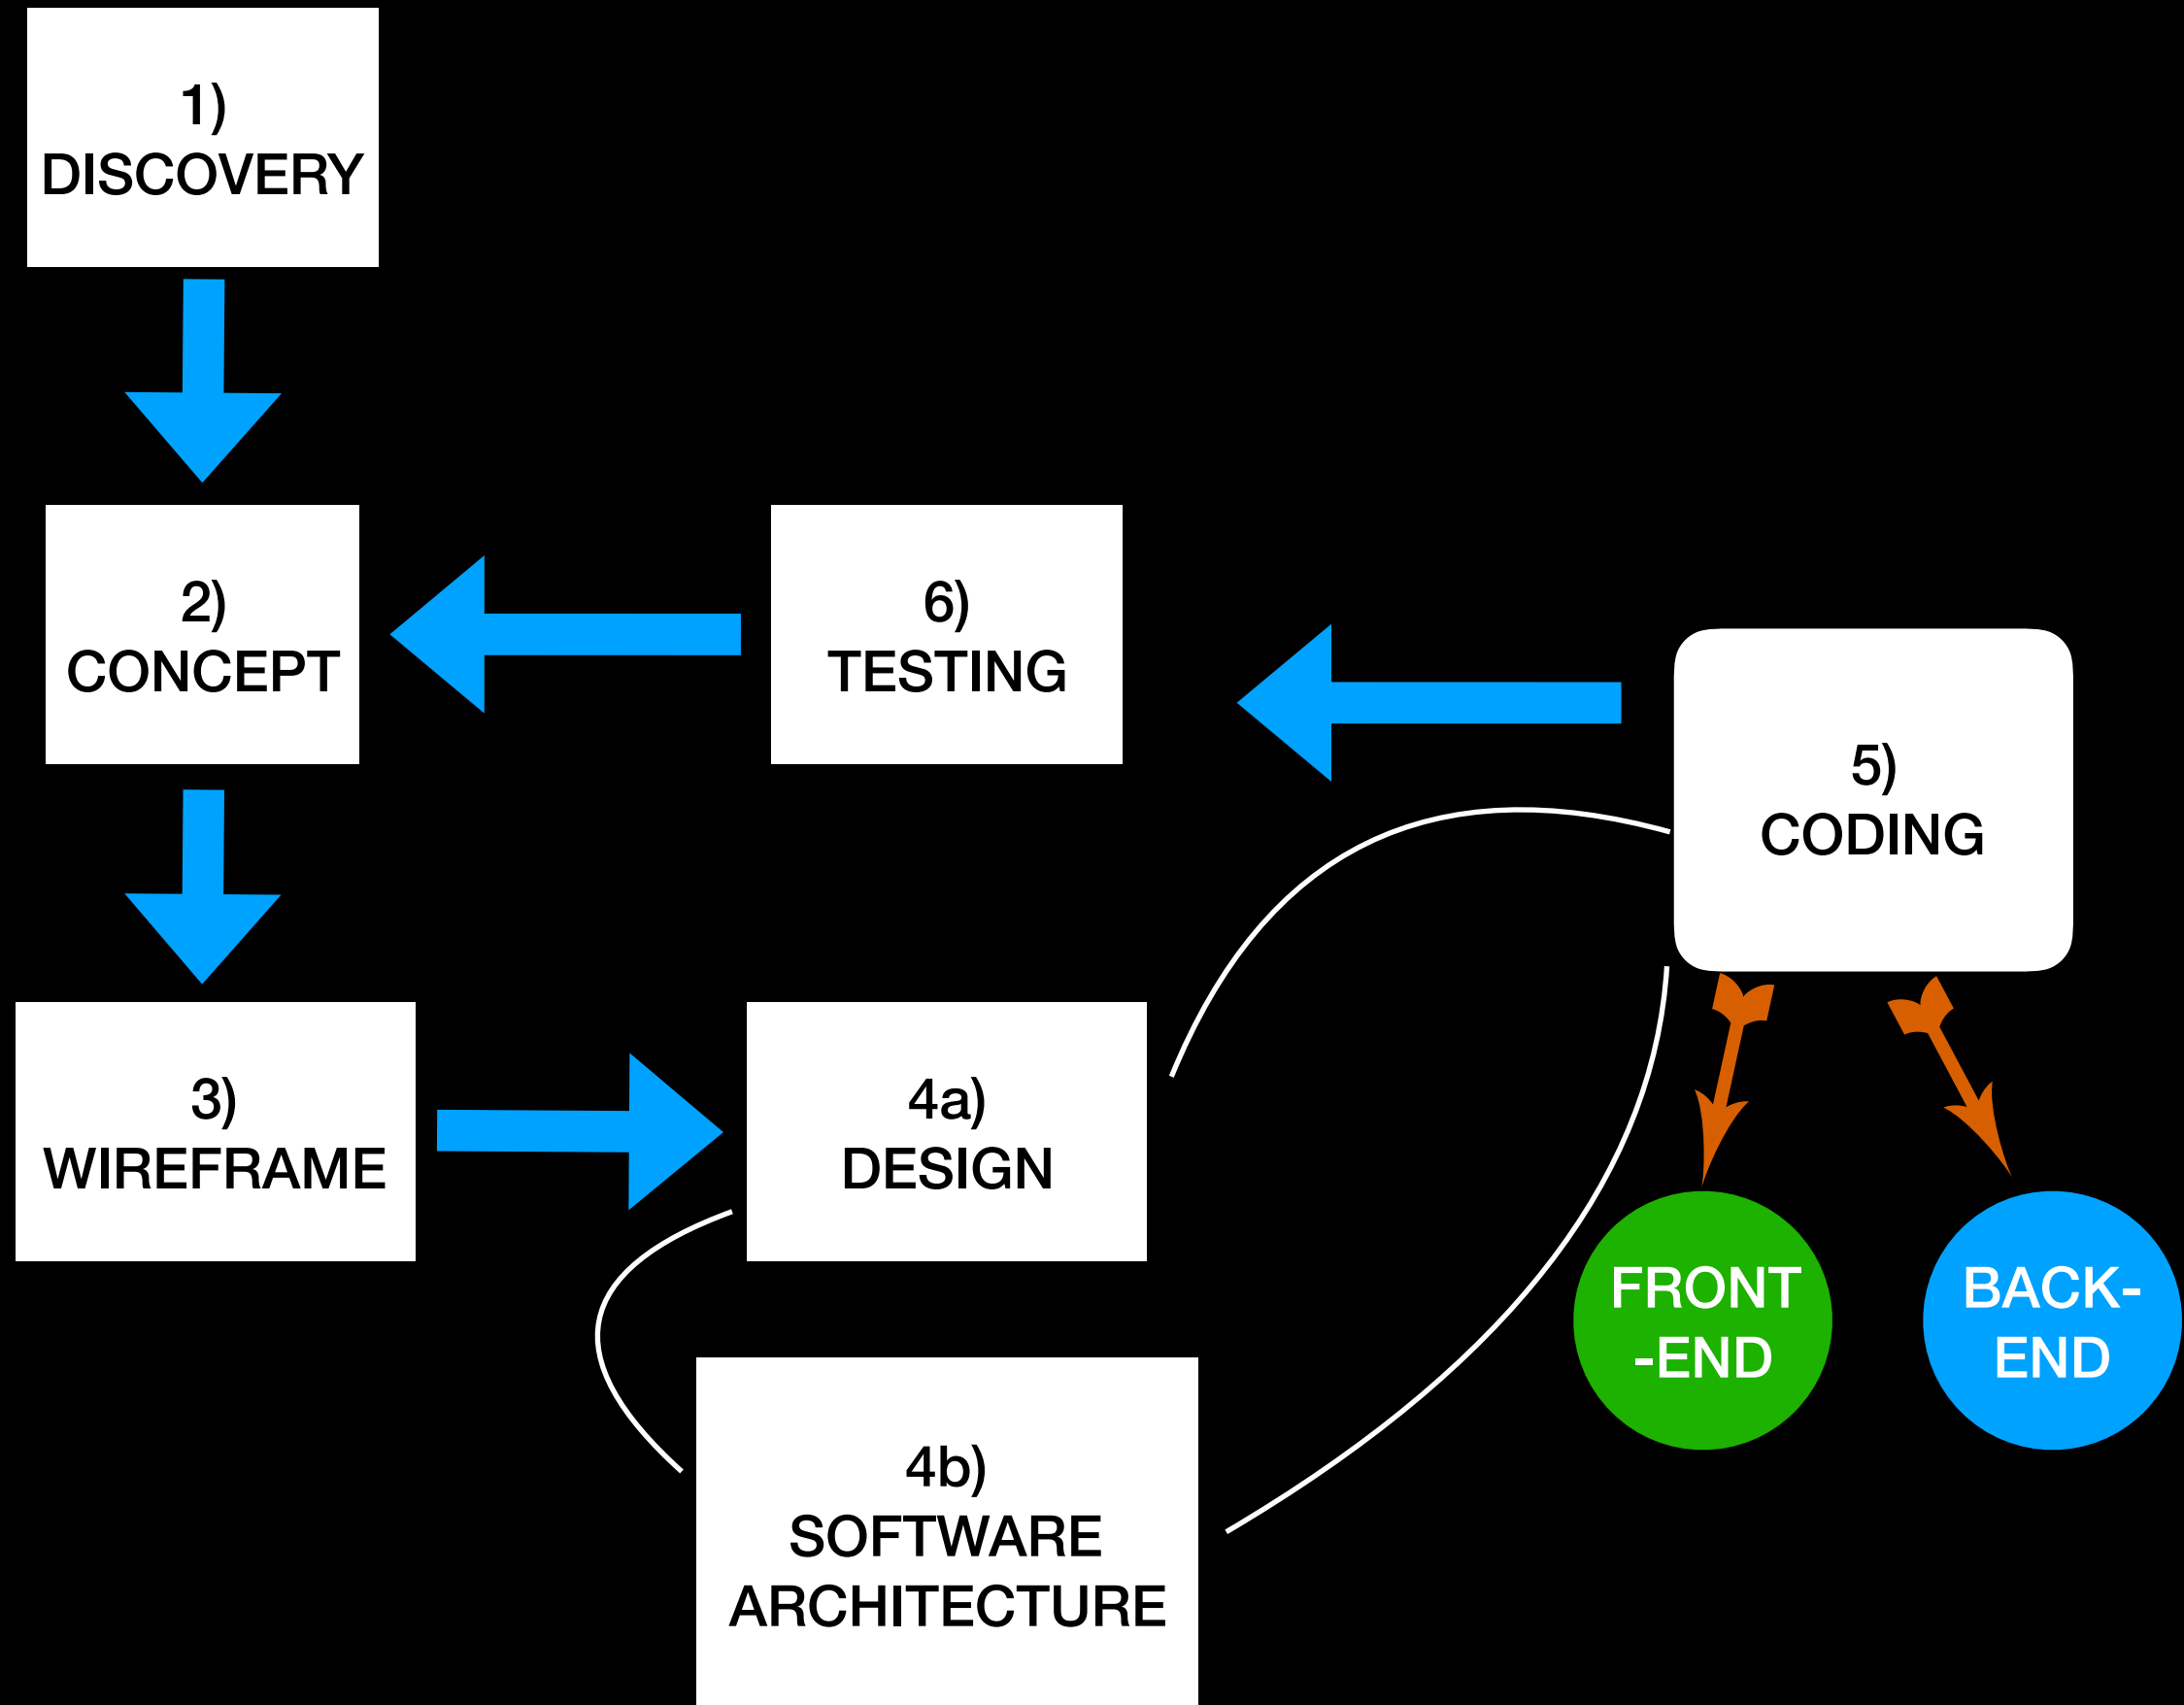 1)
DISCOVERY
2)
CONCEPT
6)
TESTING
5)
CODING
3)
WIREFRAME
4a)
DESIGN
4b)
SOFTWARE
ARCHITECTURE
FRONT
-END
BACK-
END